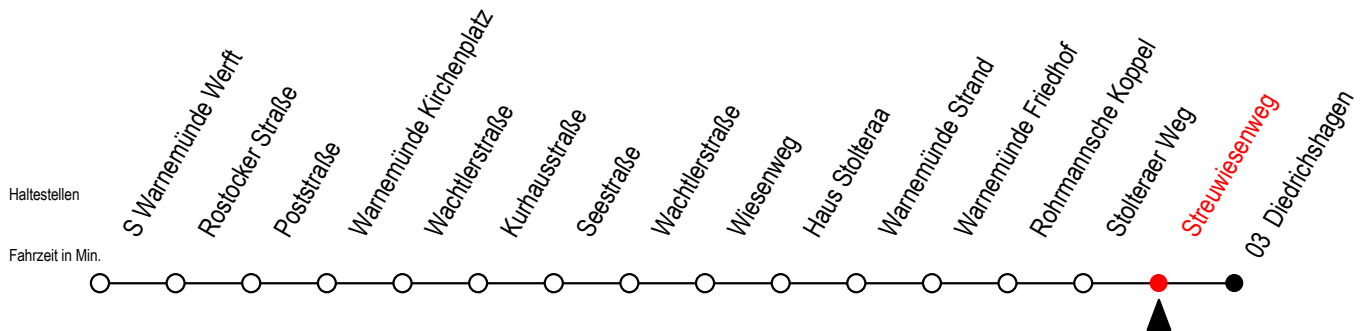 Haltestellen
Fahrzeit in Min.
S Warnemünde Werft
Rostocker Straße
Poststraße
Warnemünde Kirchenplatz
Wachtlerstraße
Kurhausstraße
Seestraße
Wachtlerstraße
Wiesenweg
Haus Stolteraa
Warnemünde Strand
Warnemünde Friedhof
Rohrmannsche Koppel
Stolteraer Weg
Streuwiesenweg
03 Diedrichshagen